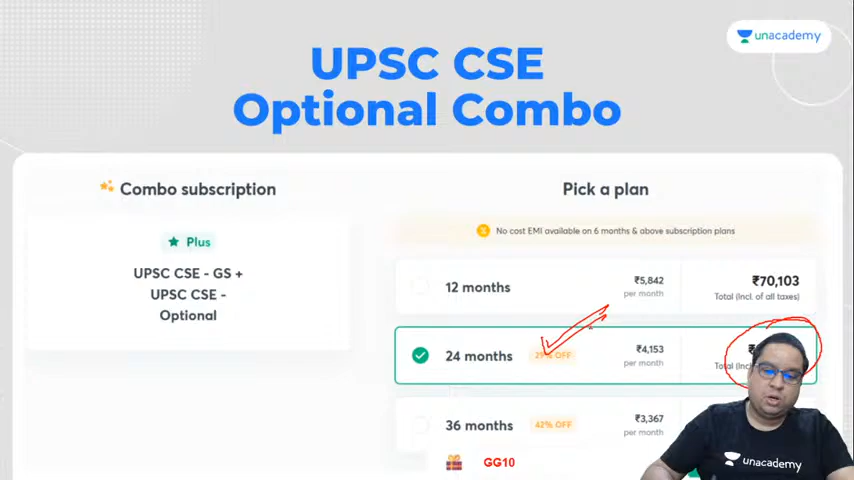 unacademy
UPSC CSE
Optional Combo
Combo subscription
Plus
UPSC CSE - GS +
UPSC CSE -
Optional
Pick a plan
No cost EMI available on 6 months & above subscription plans
12 months
₹5,842
per month
₹70,103
Total (Incl. of all taxes)
24 months
29% OFF
₹4,153
per month
36 months
42% OFF
₹3,367
per month
GG10
unacademy